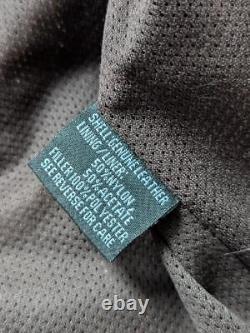 SHELL:GENUINE LEATHER
LINING/LINER:
50% NYLON
50% ACETATE
FILLER 100% POLYESTER
SEE REVERSE FOR CARE